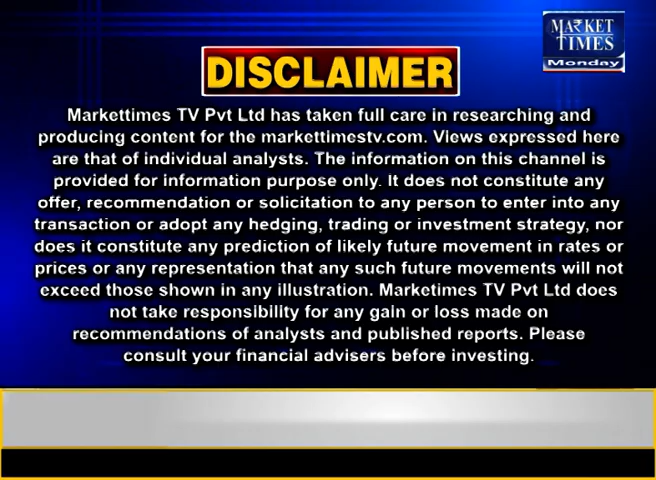 MARKET
TIMES
Monday
DISCLAIMER
Markettimes TV Pvt Ltd has taken full care in researching and
producing content for the markettimestv.com. Views expressed here
are that of individual analysts. The information on this channel is
provided for information purpose only. It does not constitute any
offer, recommendation or solicitation to any person to enter into any
transaction or adopt any hedging, trading or investment strategy, nor
does it constitute any prediction of likely future movement in rates or
prices or any representation that any such future movements will not
exceed those shown in any illustration. Marketimes TV Pvt Ltd does
not take responsibility for any gain or loss made on
recommendations of analysts and published reports. Please
consult your financial advisers before investing.